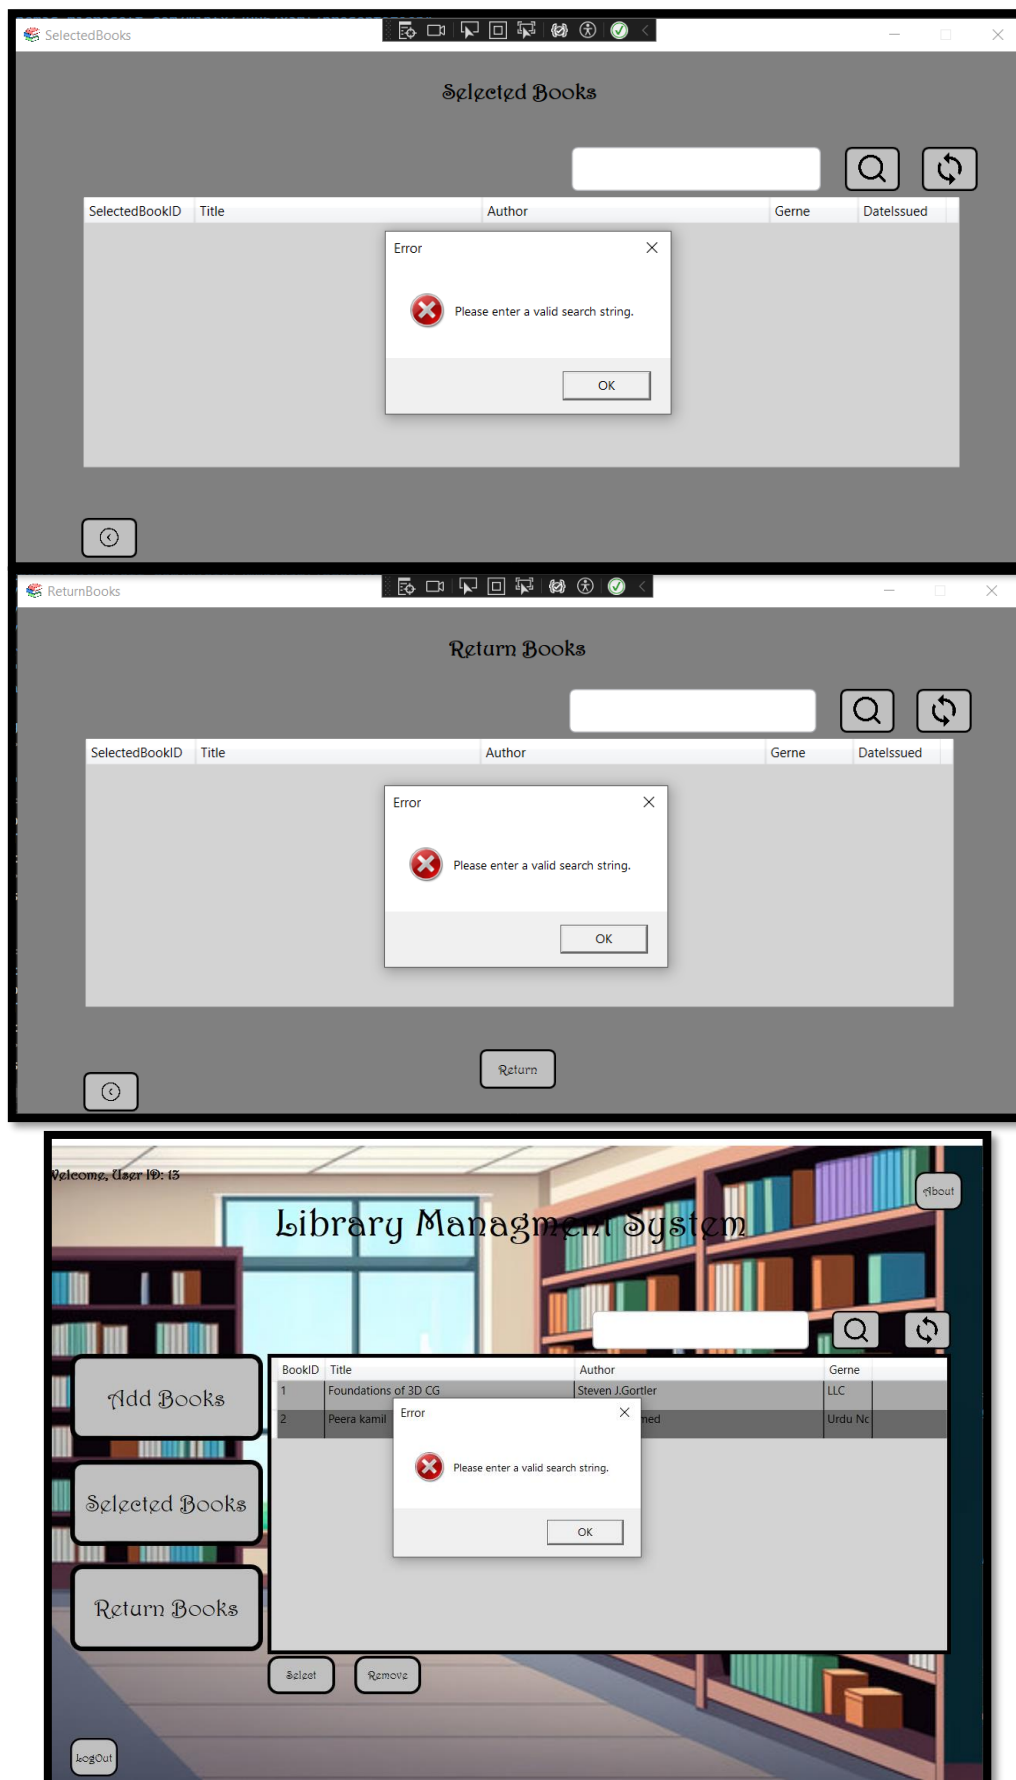 SelectedBooks
Selected Books
SelectedBookID Title Author Gerne DateIssued
Error
Please enter a valid search string.
OK
ReturnBooks
Return Books
SelectedBookID Title Author Gerne DateIssued
Error
Please enter a valid search string.
OK
Return
Welcome, User ID: 13
About
Library Managment System
BookID Title Author Gerne
1 Foundations of 3D CG Steven J.Gortler LLC
2 Peera kamil med Urdu Nc
Error
Please enter a valid search string.
OK
Add Books
Selected Books
Return Books
Select Remove
LogOut